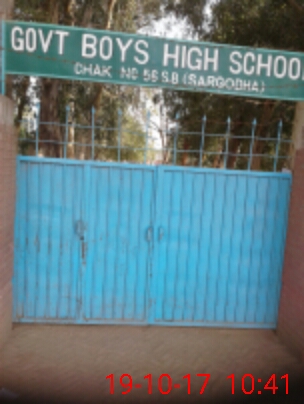 GOVT BOYS HIGH SCHOOL
CHAK NO 56 S.B (SARGODHA)
19-10-17 10:41